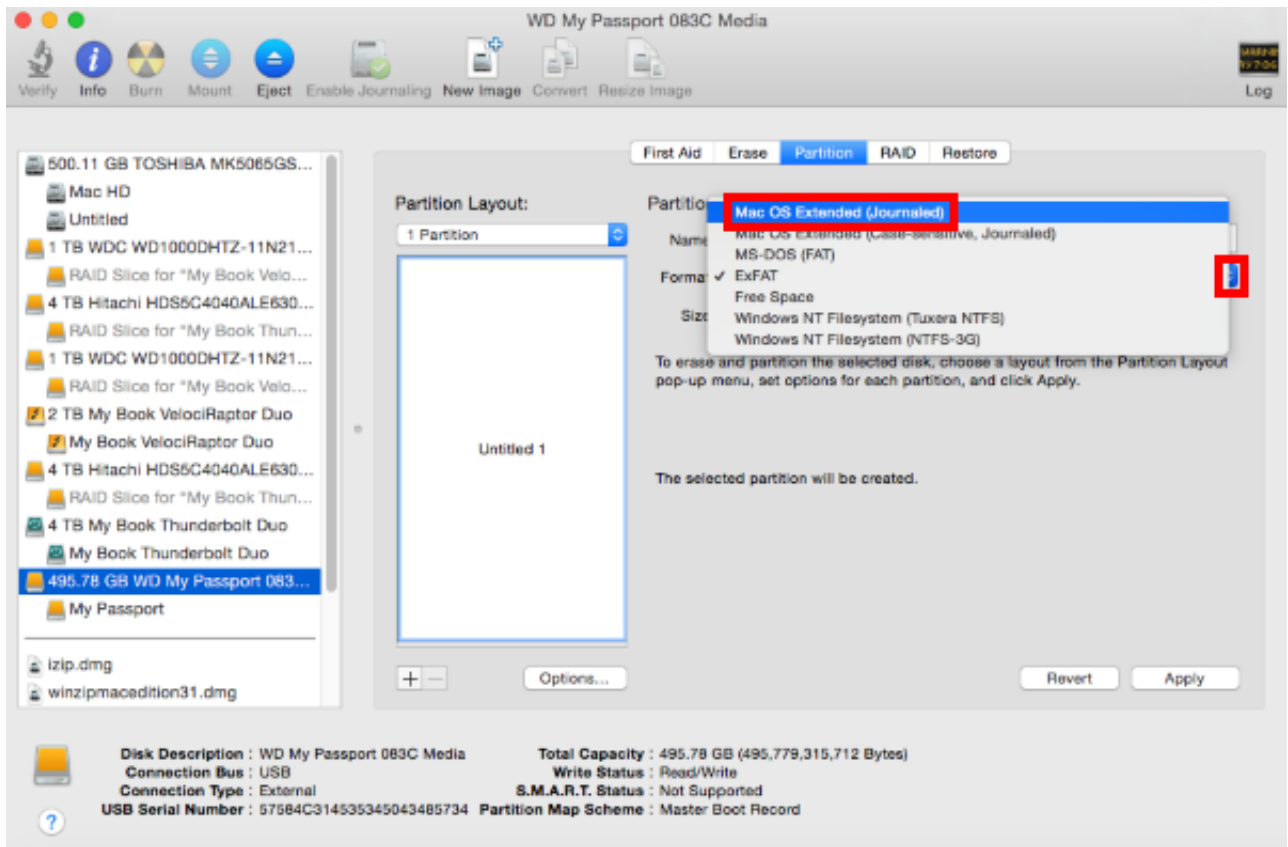 WD My Passport 083C Media
Verify Info Burn Mount Eject Enable Journaling New Image Convert Resize Image Log
First Aid Erase Partition RAID Restore
500.11 GB TOSHIBA MK5065GS...
Mac HD
Untitled
1 TB WDC WD1000DHTZ-11N21...
RAID Slice for "My Book Velo...
4 TB Hitachi HDS5C4040ALE630...
RAID Slice for "My Book Thun...
1 TB WDC WD1000DHTZ-11N21...
RAID Slice for "My Book Velo...
2 TB My Book VelociRaptor Duo
My Book VelociRaptor Duo
4 TB Hitachi HDS5C4040ALE630...
RAID Slice for "My Book Thun...
4 TB My Book Thunderbolt Duo
My Book Thunderbolt Duo
495.78 GB WD My Passport 083...
My Passport
izip.dmg
winzipmacedition31.dmg
Partition Layout:
1 Partition
Untitled 1
+ −
Options...
Partitio
Name
Forma
Size
Mac OS Extended (Journaled)
Mac OS Extended (Case-sensitive, Journaled)
MS-DOS (FAT)
✓ ExFAT
Free Space
Windows NT Filesystem (Tuxera NTFS)
Windows NT Filesystem (NTFS-3G)
To erase and partition the selected disk, choose a layout from the Partition Layout
pop-up menu, set options for each partition, and click Apply.
The selected partition will be created.
Revert Apply
Disk Description : WD My Passport 083C Media
Connection Bus : USB
Connection Type : External
USB Serial Number : 57584C314535345043485734
Total Capacity : 495.78 GB (495,779,315,712 Bytes)
Write Status : Read/Write
S.M.A.R.T. Status : Not Supported
Partition Map Scheme : Master Boot Record
?